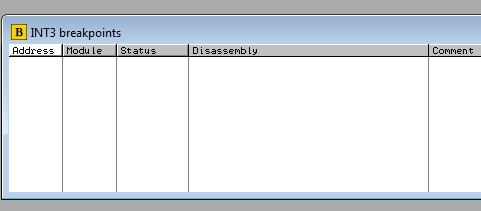 B INT3 breakpoints
Address Module Status Disassembly Comment